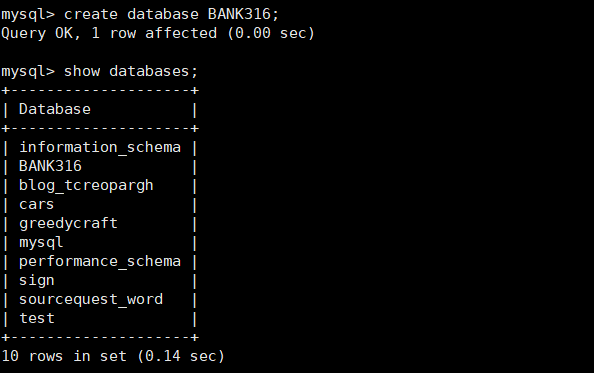 mysql> create database BANK316;
Query OK, 1 row affected (0.00 sec)

mysql> show databases;
+--------------------+
| Database           |
+--------------------+
| information_schema |
| BANK316            |
| blog_tcreopargh    |
| cars               |
| greedycraft        |
| mysql              |
| performance_schema |
| sign               |
| sourcequest_word   |
| test               |
+--------------------+
10 rows in set (0.14 sec)